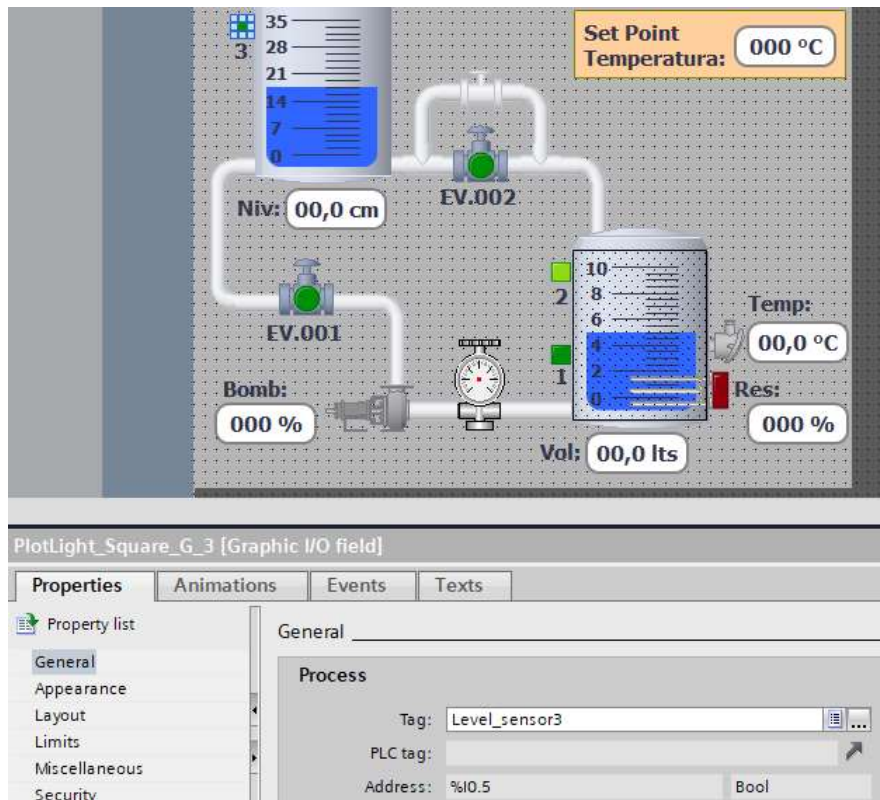 35
3
28
21
14
7
0
Set Point
Temperatura:
000 ºC
Niv: 00,0 cm
EV.002
EV.001
10
2
8
6
4
1
2
0
Temp:
00,0 ºC
Bomb:
000 %
Res:
000 %
Vol: 00,0 lts
PlotLight_Square_G_3 [Graphic I/O field]
Properties Animations Events Texts
Property list
General
Appearance
Layout
Limits
Miscellaneous
Security
General
Process
Tag: Level_sensor3
...
PLC tag:
Address: %I0.5 Bool